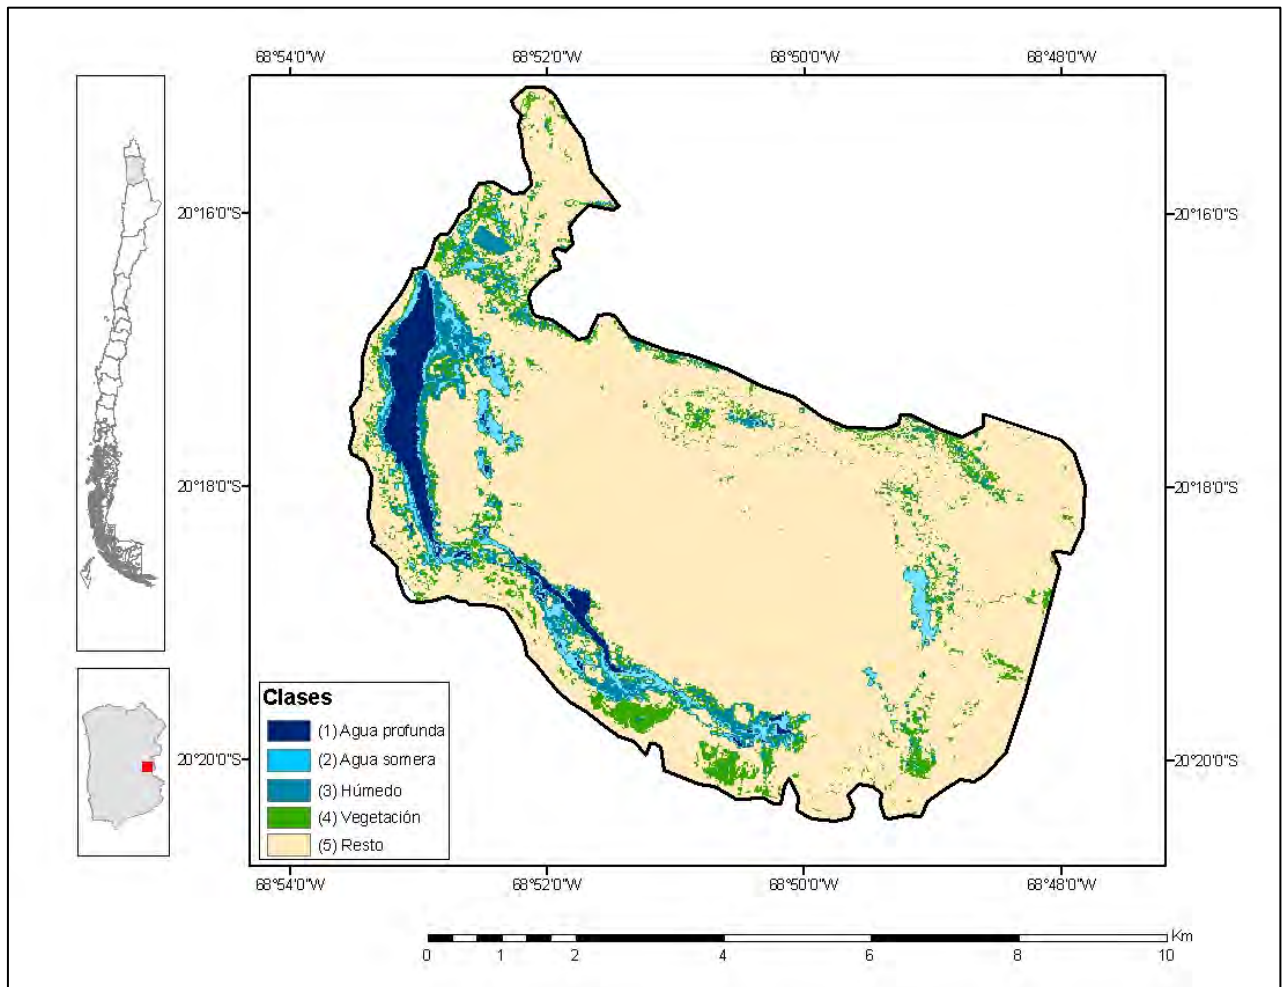 68°54'0"W 68°52'0"W 68°50'0"W 68°48'0"W
20°16'0"S 20°16'0"S
20°18'0"S 20°18'0"S
20°20'0"S 20°20'0"S
Clases
(1) Agua profunda
(2) Agua somera
(3) Húmedo
(4) Vegetación
(5) Resto
68°54'0"W 68°52'0"W 68°50'0"W 68°48'0"W
Km
0 1 2 4 6 8 10